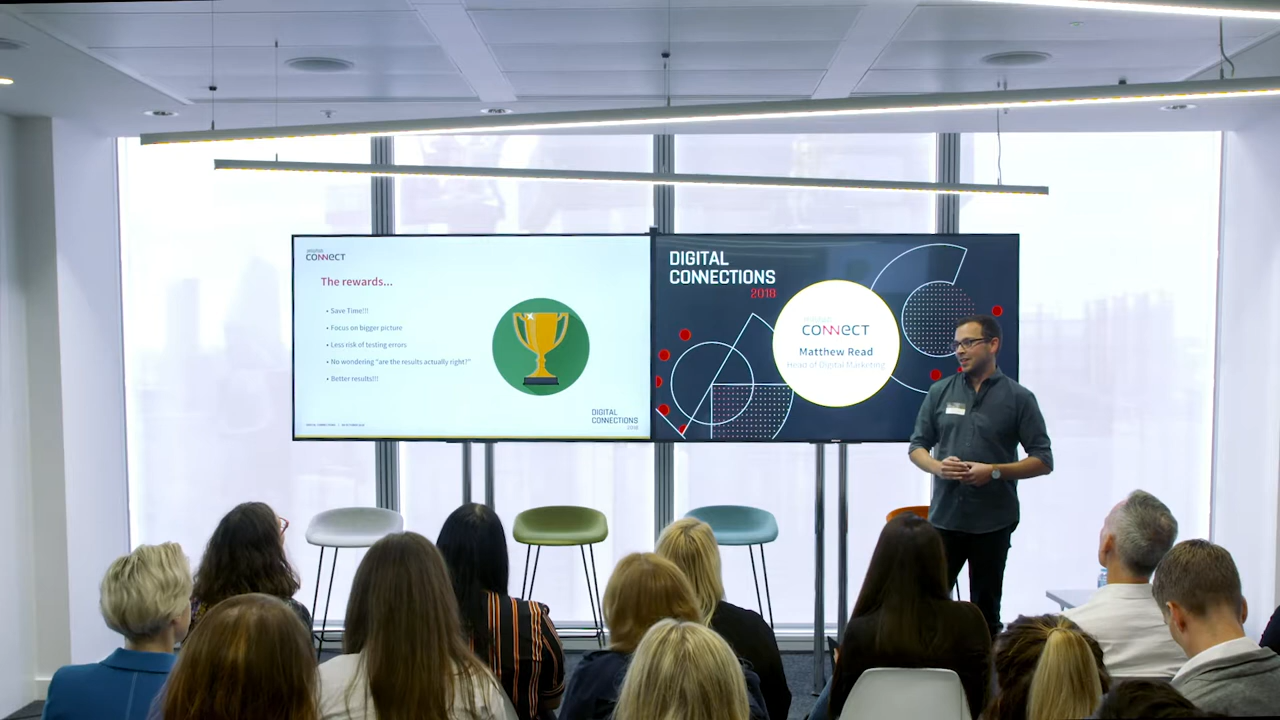 CONNECT
The rewards...
• Save Time!!!
• Focus on bigger picture
• Less risk of testing errors
• No wondering "are the results actually right?"
• Better results!!!
DIGITAL
CONNECTIONS
2018
DIGITAL
CONNECTIONS
2018
CONNECT
Matthew Read
Head of Digital Marketing